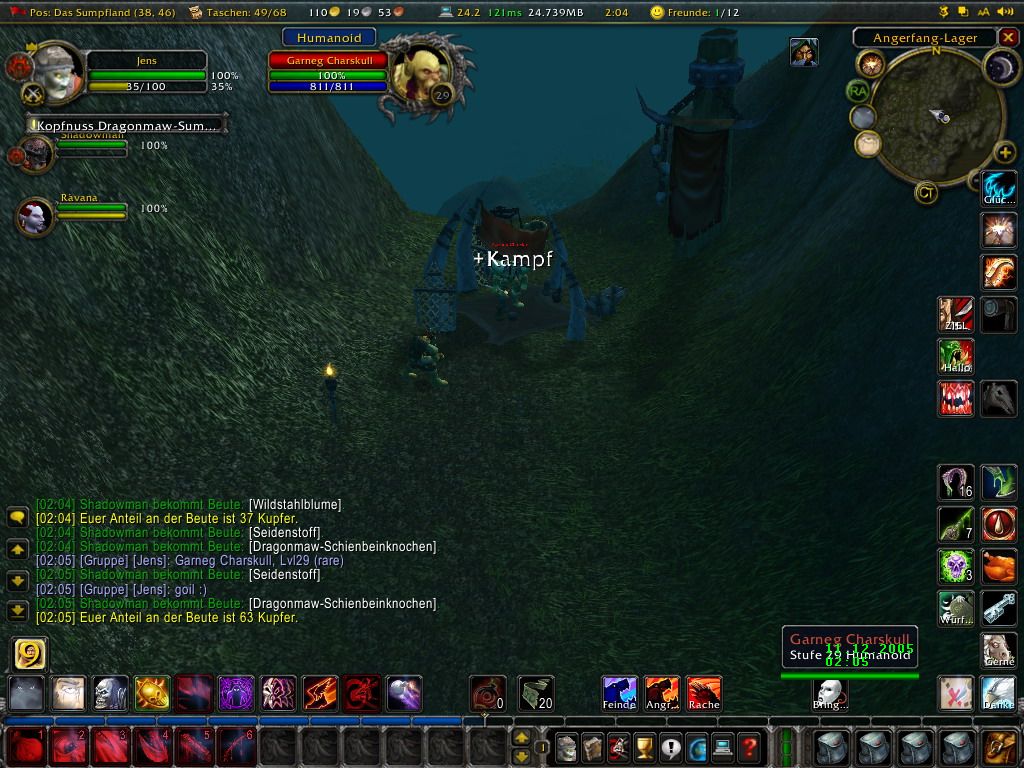 Pos: Das Sumpfland (38, 46) Taschen: 49/68 110 19 53 24.2 121ms 24.739MB 2:04 Freunde: 1/12
Humanoid
Angerfang-Lager
Jens
100%
35/100 35%
Garneg Charskull
100%
811/811
29
N
RA
CT
Kopfnuss Dragonmaw-Sum...
Shadowman
100%
Ràvana
100%
+Kampf
Gluc...
Hallo
16
7
3
Würf...
Gerne
[02:04] Shadowman bekommt Beute: [Wildstahlblume]
[02:04] Euer Anteil an der Beute ist 37 Kupfer.
[02:04] Shadowman bekommt Beute: [Seidenstoff]
[02:04] Shadowman bekommt Beute: [Dragonmaw-Schienbeinknochen]
[02:05] [Gruppe] [Jens]: Garneg Charskull, Lvl29 (rare)
[02:05] Shadowman bekommt Beute: [Seidenstoff]
[02:05] [Gruppe] [Jens]: goil :)
[02:05] Shadowman bekommt Beute: [Dragonmaw-Schienbeinknochen]
[02:05] Euer Anteil an der Beute ist 63 Kupfer.
Garneg Charskull
Stufe 29 Humanoid
11.12.2005
02:05
0 20 Feinde Angr... Rache Bring... Danke
1 2 3 4 5 6 1